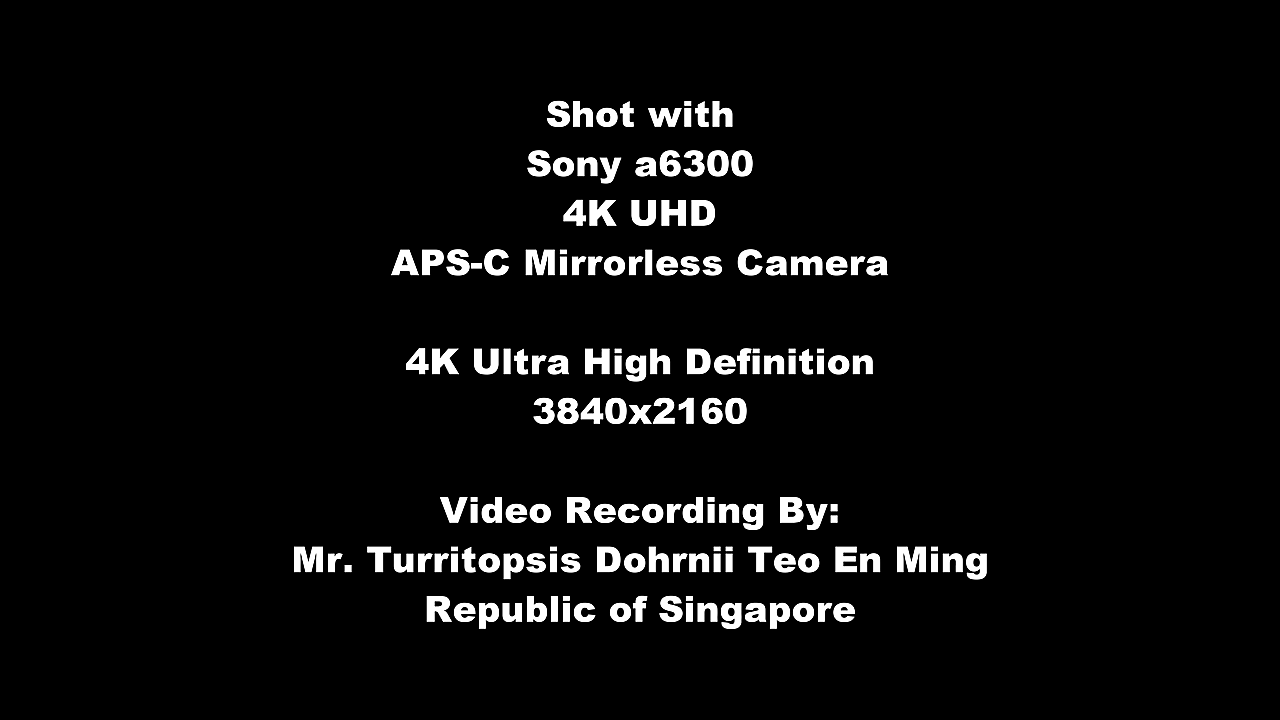 Shot with
Sony a6300
4K UHD
APS-C Mirrorless Camera
4K Ultra High Definition
3840x2160
Video Recording By:
Mr. Turritopsis Dohrnii Teo En Ming
Republic of Singapore